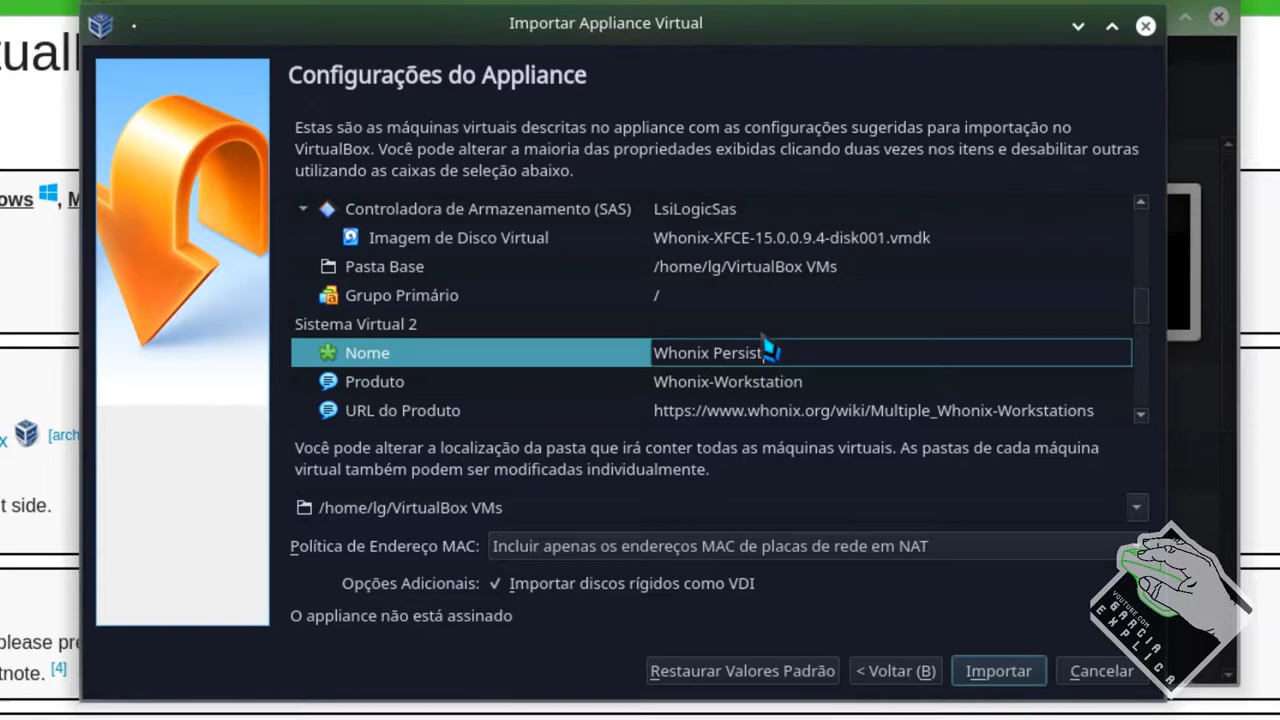 Importar Appliance Virtual
tuall
Configurações do Appliance
Estas são as máquinas virtuais descritas no appliance com as configurações sugeridas para importação no
VirtualBox. Você pode alterar a maioria das propriedades exibidas clicando duas vezes nos itens e desabilitar outras
utilizando as caixas de seleção abaixo.
ows , M
Controladora de Armazenamento (SAS) LsiLogicSas
Imagem de Disco Virtual Whonix-XFCE-15.0.0.9.4-disk001.vmdk
Pasta Base /home/lg/VirtualBox VMs
Grupo Primário /
Sistema Virtual 2
Nome Whonix Persist
Produto Whonix-Workstation
URL do Produto https://www.whonix.org/wiki/Multiple_Whonix-Workstations
x [arch
Você pode alterar a localização da pasta que irá conter todas as máquinas virtuais. As pastas de cada máquina
virtual também podem ser modificadas individualmente.
t side.
/home/lg/VirtualBox VMs
Política de Endereço MAC: Incluir apenas os endereços MAC de placas de rede em NAT
Opções Adicionais: ✓ Importar discos rígidos como VDI
O appliance não está assinado
please pre
tnote. [4]
Restaurar Valores Padrão < Voltar (B) Importar Cancelar
YOUTUBE.COM
GARCIA
EXPLICA